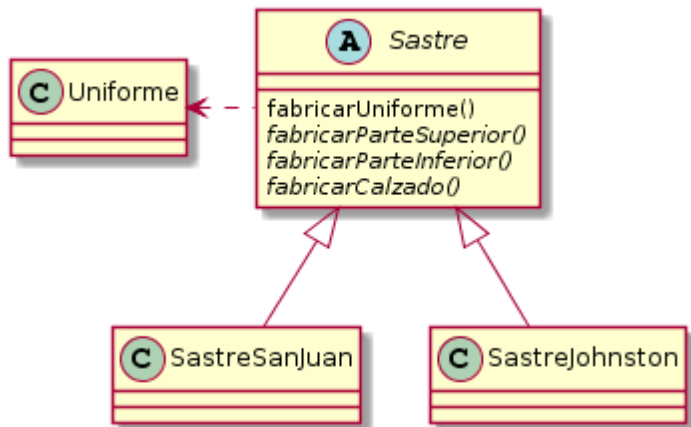 A Sastre
C Uniforme
fabricarUniforme()
fabricarParteSuperior()
fabricarParteInferior()
fabricarCalzado()
C SastreSanJuan
C SastreJohnston